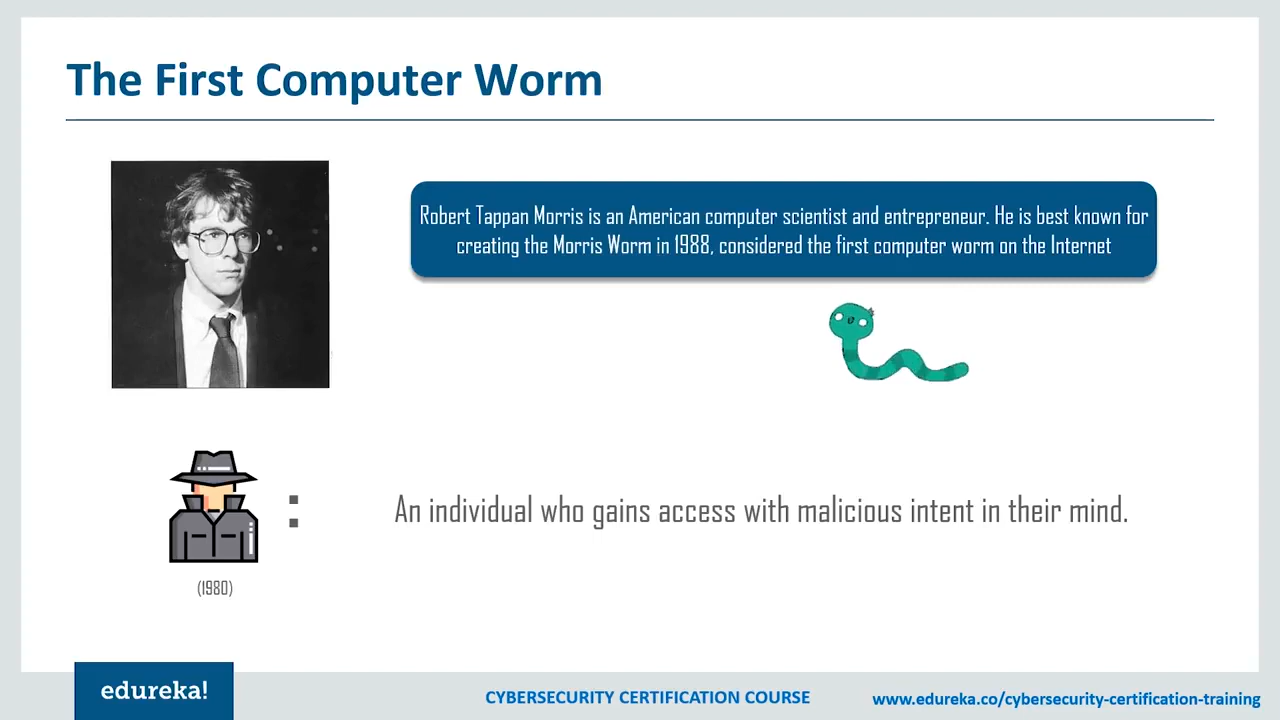 The First Computer Worm
Robert Tappan Morris is an American computer scientist and entrepreneur. He is best known for
creating the Morris Worm in 1988, considered the first computer worm on the Internet
:
An individual who gains access with malicious intent in their mind.
(1980)
edureka!
CYBERSECURITY CERTIFICATION COURSE
www.edureka.co/cybersecurity-certification-training